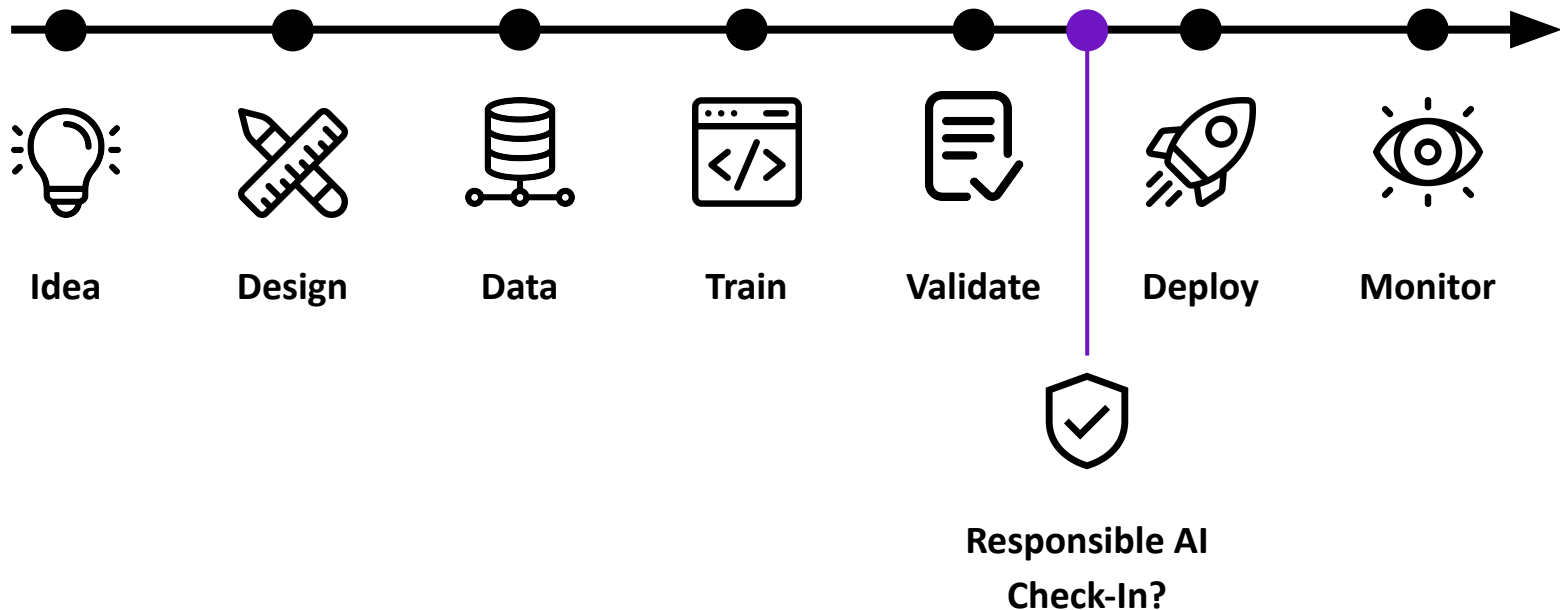 Idea
Design
Data
Train
Validate
Deploy
Monitor
Responsible AI
Check-In?